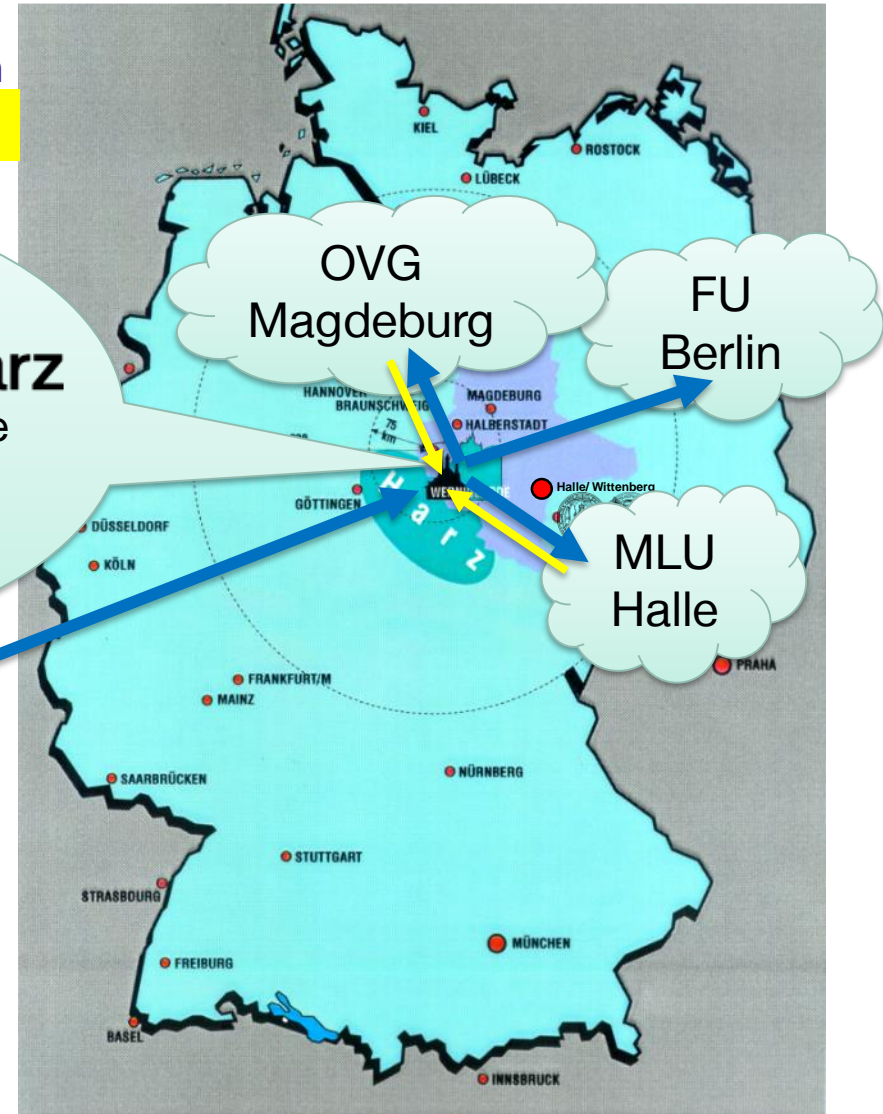 KIEL
ROSTOCK
LÜBECK
OVG
Magdeburg
FU
Berlin
arz
e
HANNOVER
BRAUNSCHWEIG
MAGDEBURG
HALBERSTADT
75
km
Halle/ Wittenberg
GÖTTINGEN
Harz
DÜSSELDORF
KÖLN
MLU
Halle
PRAHA
FRANKFURT/M
MAINZ
SAARBRÜCKEN
NÜRNBERG
STUTTGART
STRASBOURG
MÜNCHEN
FREIBURG
BASEL
INNSBRUCK